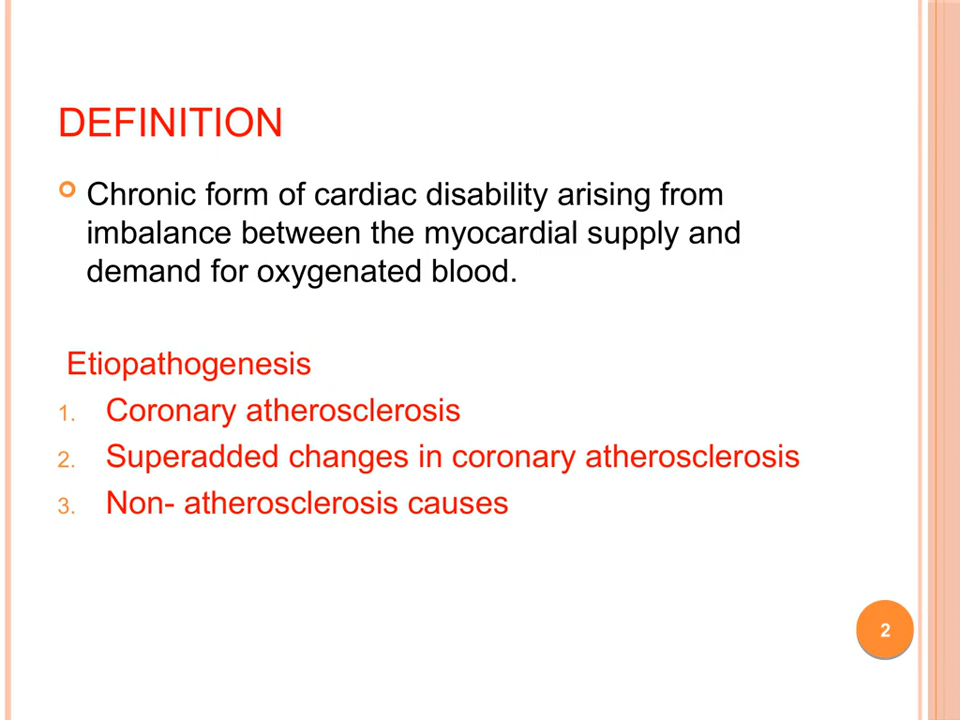 DEFINITION
Chronic form of cardiac disability arising from
imbalance between the myocardial supply and
demand for oxygenated blood.
Etiopathogenesis
1. Coronary atherosclerosis
2. Superadded changes in coronary atherosclerosis
3. Non- atherosclerosis causes
2